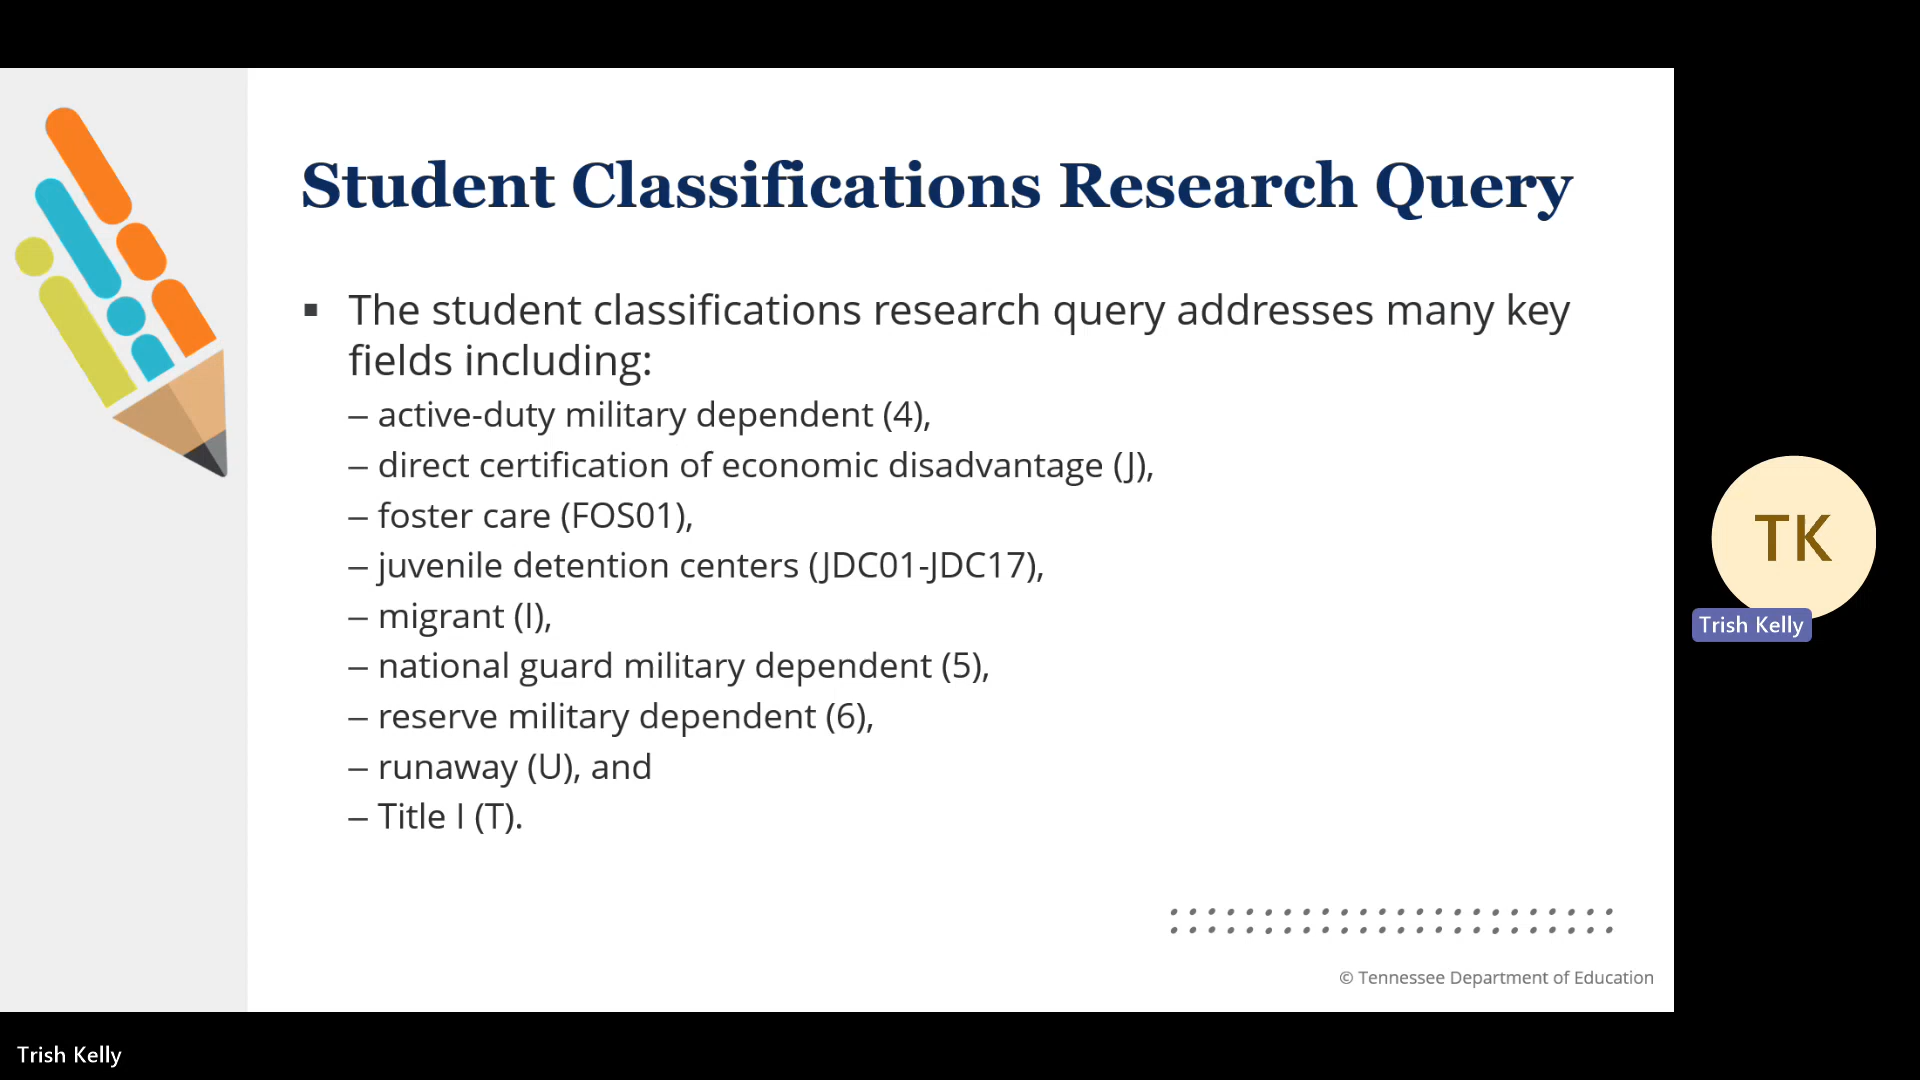 Student Classifications Research Query
▪ The student classifications research query addresses many key
fields including:
– active-duty military dependent (4),
– direct certification of economic disadvantage (J),
– foster care (FOS01),
– juvenile detention centers (JDC01-JDC17),
– migrant (I),
– national guard military dependent (5),
– reserve military dependent (6),
– runaway (U), and
– Title I (T).
© Tennessee Department of Education
TK
Trish Kelly
Trish Kelly